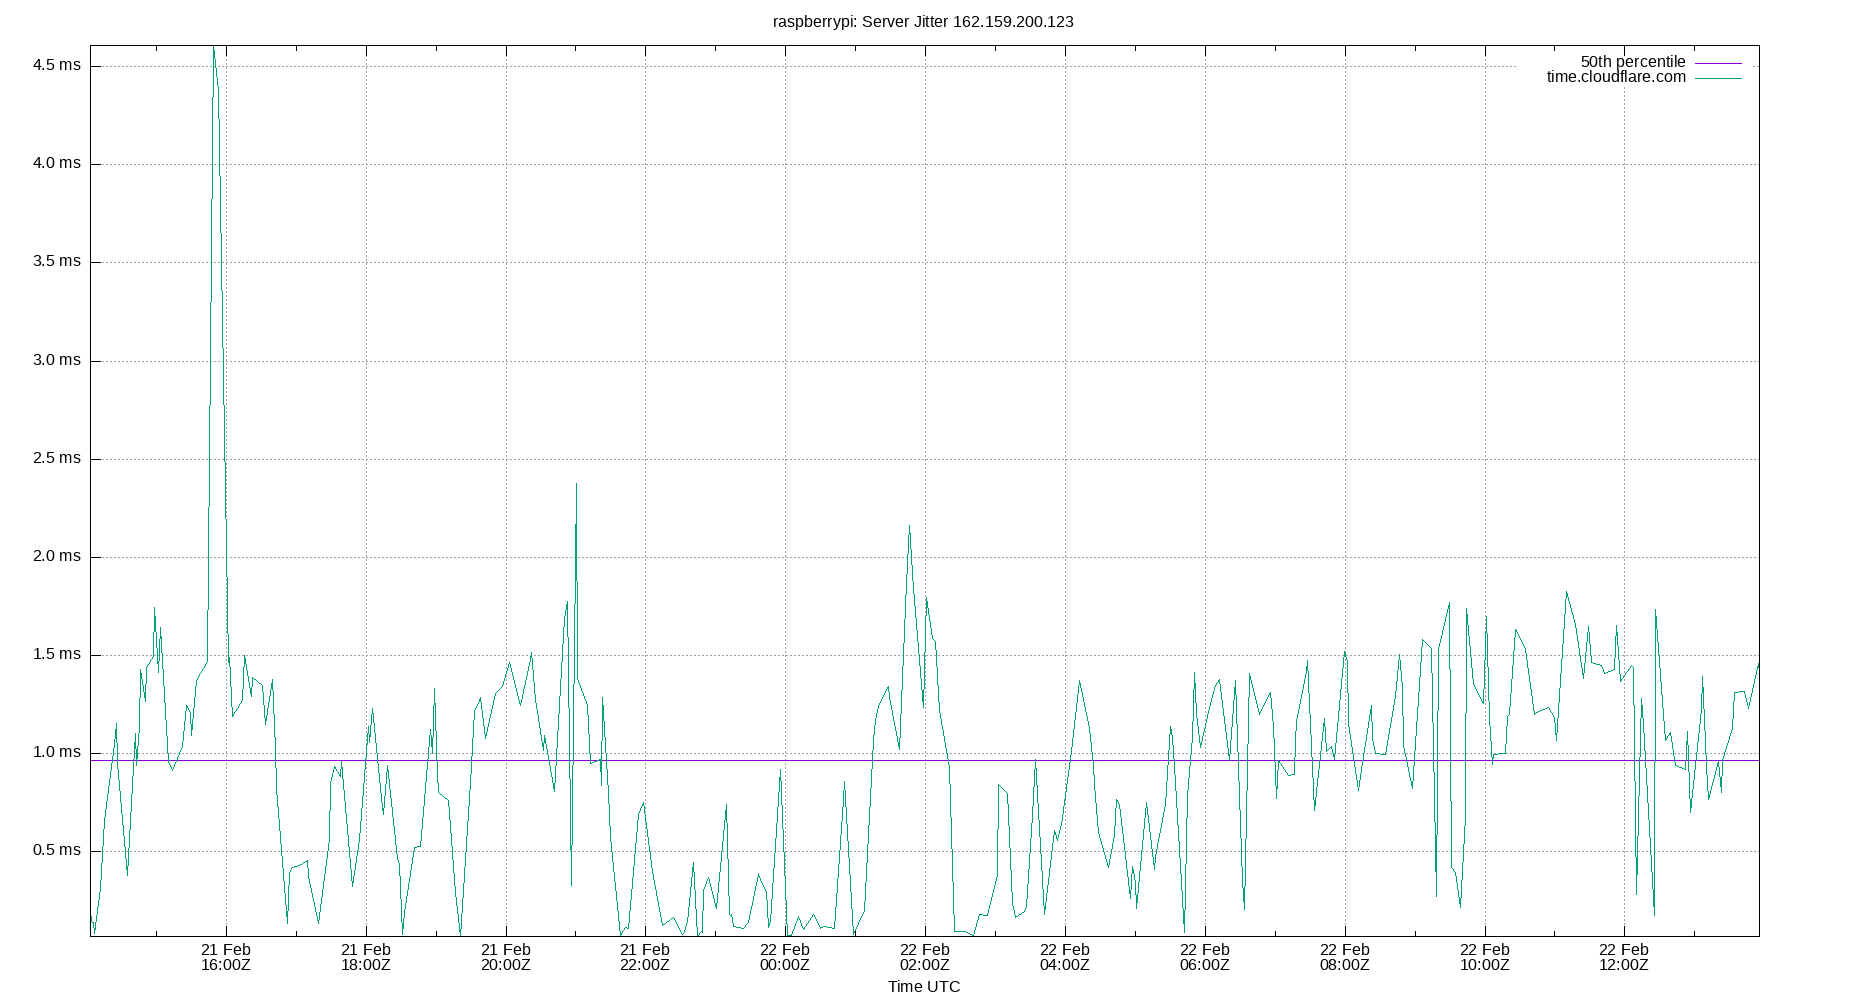 raspberrypi: Server Jitter 162.159.200.123
50th percentile
time.cloudflare.com
4.5 ms
4.0 ms
3.5 ms
3.0 ms
2.5 ms
2.0 ms
1.5 ms
1.0 ms
0.5 ms
21 Feb 21 Feb 21 Feb 21 Feb 22 Feb 22 Feb 22 Feb 22 Feb 22 Feb 22 Feb 22 Feb
16:00Z 18:00Z 20:00Z 22:00Z 00:00Z 02:00Z 04:00Z 06:00Z 08:00Z 10:00Z 12:00Z
Time UTC